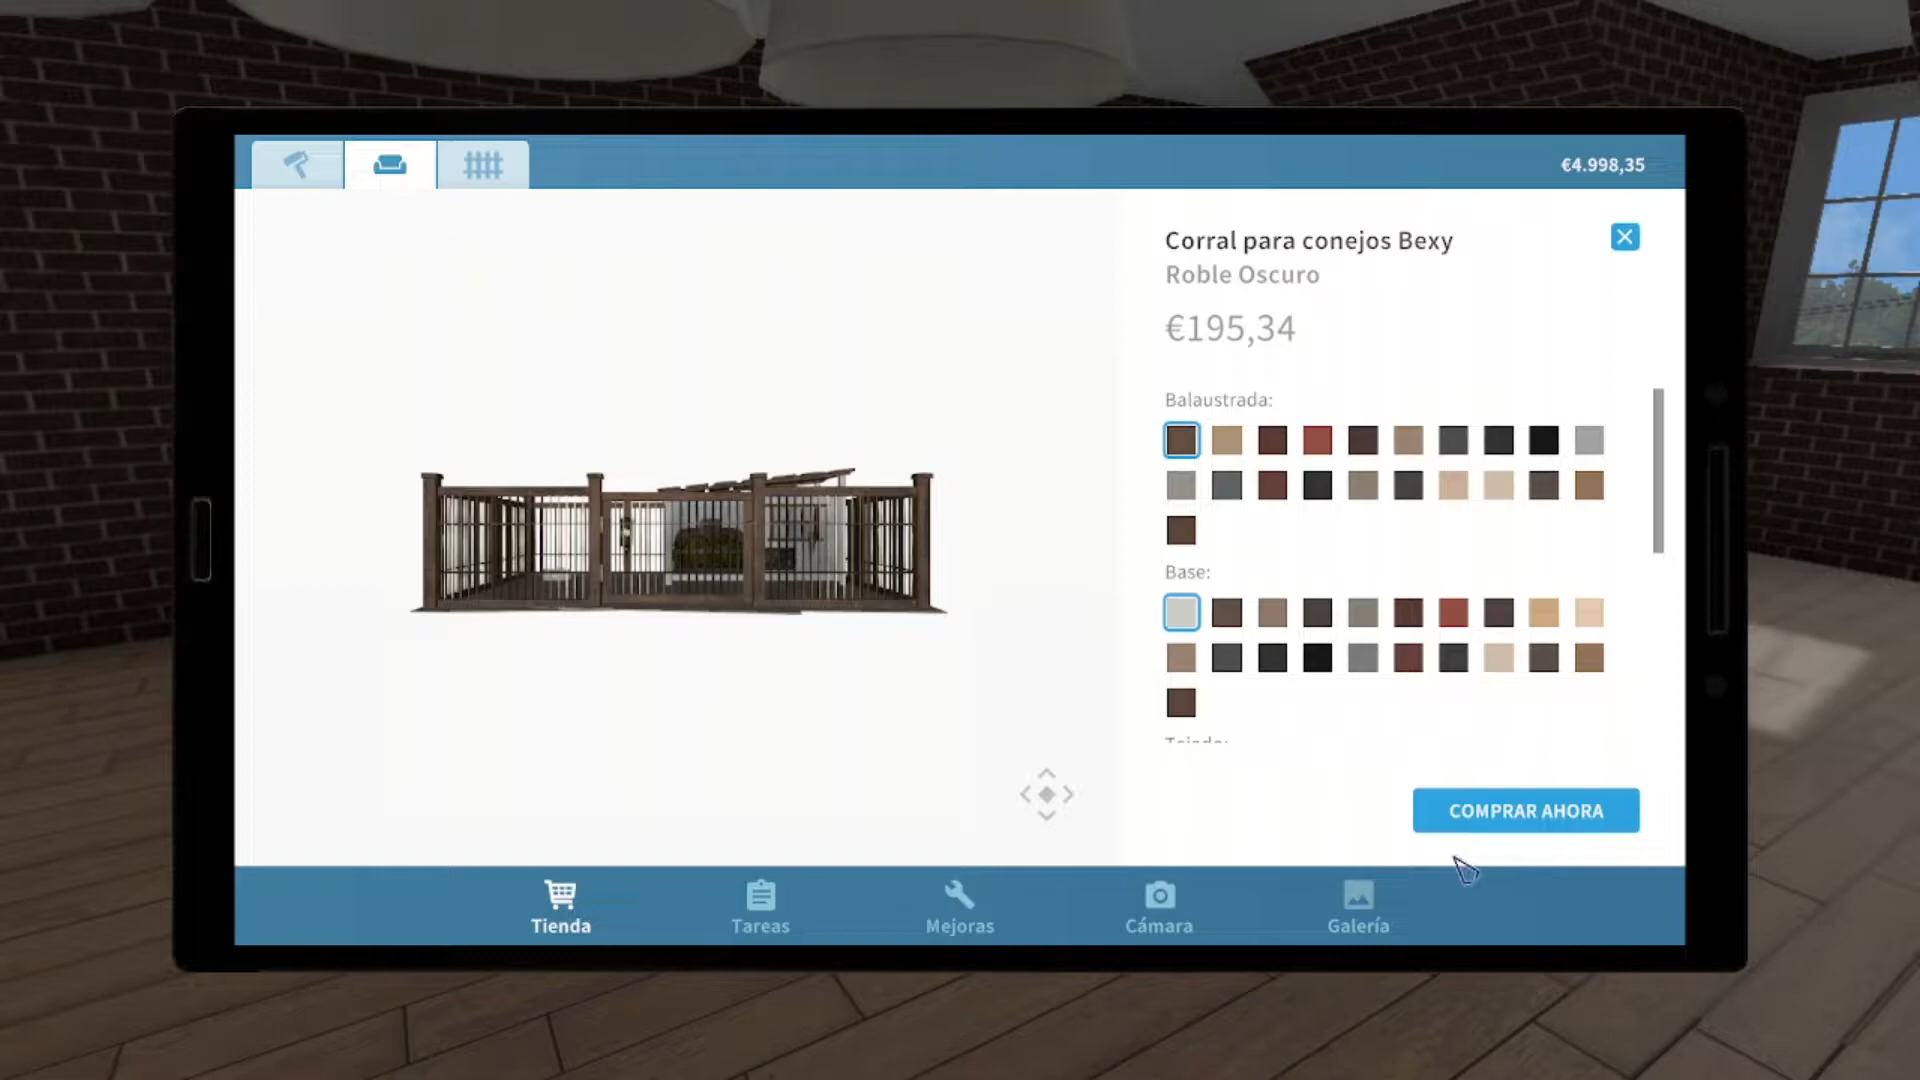 €4.998,35
Corral para conejos Bexy
Roble Oscuro
€195,34
Balaustrada:
Base:
COMPRAR AHORA
Tienda
Tareas
Mejoras
Cámara
Galería